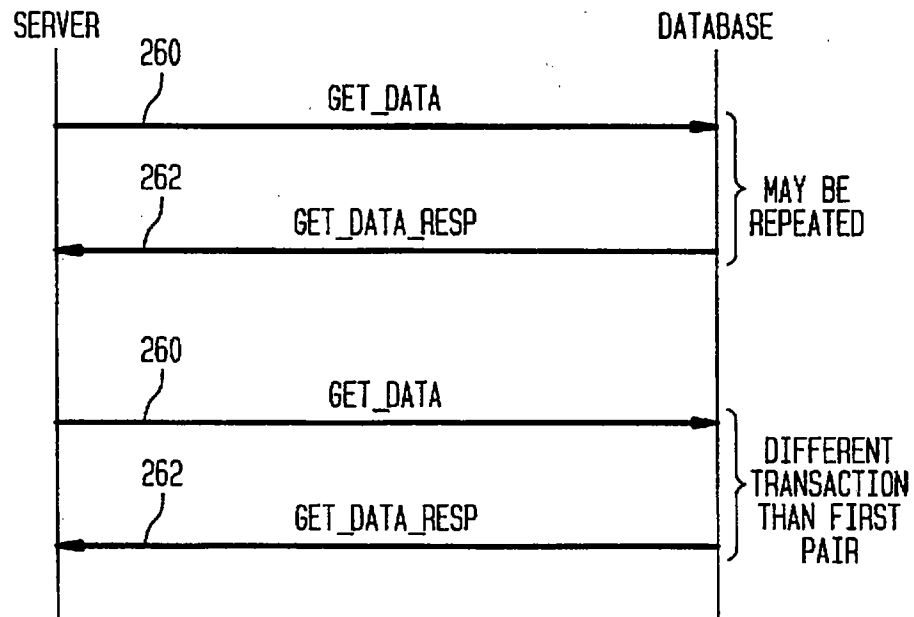 SERVER
DATABASE
260
GET_DATA
262
GET_DATA_RESP
MAY BE
REPEATED
260
GET_DATA
262
GET_DATA_RESP
DIFFERENT
TRANSACTION
THAN FIRST
PAIR